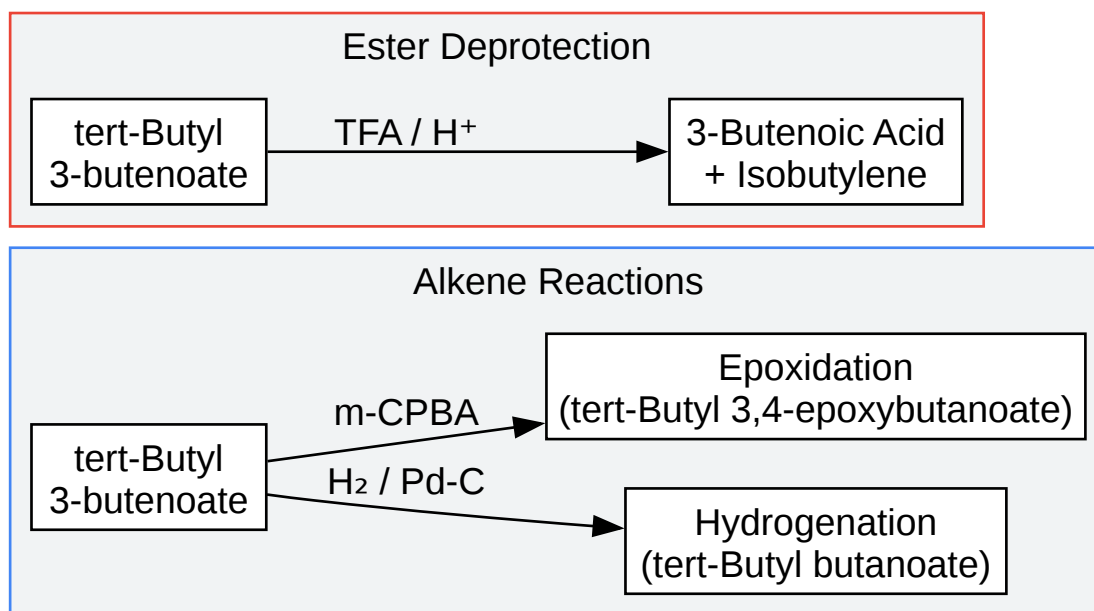 Ester Deprotection
tert-Butyl
3-butenoate
TFA / H⁺
3-Butenoic Acid
+ Isobutylene
Alkene Reactions
tert-Butyl
3-butenoate
m-CPBA
H₂ / Pd-C
Epoxidation
(tert-Butyl 3,4-epoxybutanoate)
Hydrogenation
(tert-Butyl butanoate)